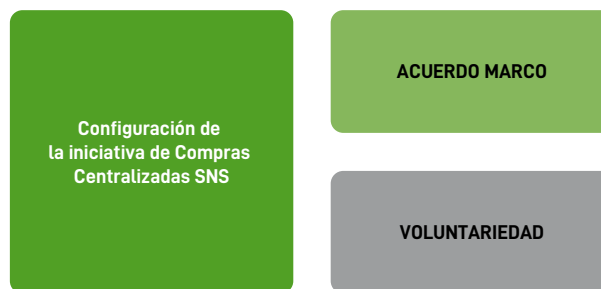 Configuración de
la iniciativa de Compras
Centralizadas SNS
ACUERDO MARCO
VOLUNTARIEDAD